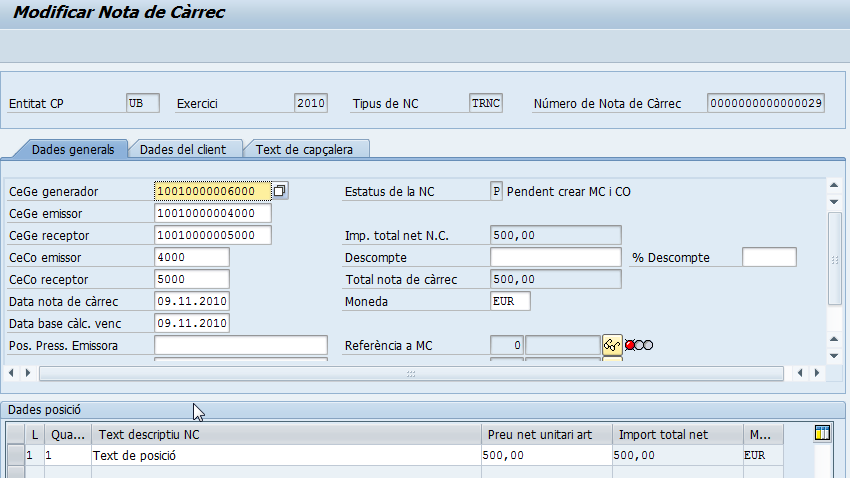 Modificar Nota de Càrrec
Entitat CP UB Exercici 2010 Tipus de NC TRNC Número de Nota de Càrrec 0000000000000029
Dades generals Dades del client Text de capçalera
CeGe generador 10010000006000 Estatus de la NC P Pendent crear MC i CO
CeGe emissor 10010000004000
CeGe receptor 10010000005000 Imp. total net N.C. 500,00
CeCo emissor 4000 Descompte % Descompte
CeCo receptor 5000 Total nota de càrrec 500,00
Data nota de càrrec 09.11.2010 Moneda EUR
Data base càlc. venc 09.11.2010
Pos. Press. Emissora Referència a MC 0
Dades posició
L Qua... Text descriptiu NC Preu net unitari art Import total net M...
1 1 Text de posició 500,00 500,00 EUR